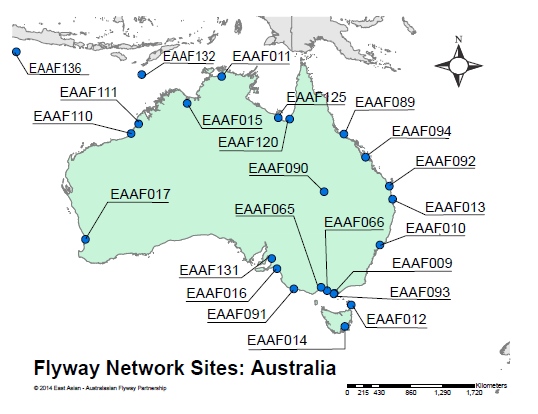 N
EAAF136
EAAF132
EAAF011
EAAF111
EAAF110
EAAF015
EAAF125
EAAF120
EAAF089
EAAF094
EAAF092
EAAF090
EAAF013
EAAF017
EAAF065
EAAF066
EAAF010
EAAF131
EAAF009
EAAF016
EAAF093
EAAF091
EAAF012
EAAF014
Flyway Network Sites: Australia
© 2014 East Asian - Australasian Flyway Partnership
Kilometers
0 215 430 860 1,290 1,720